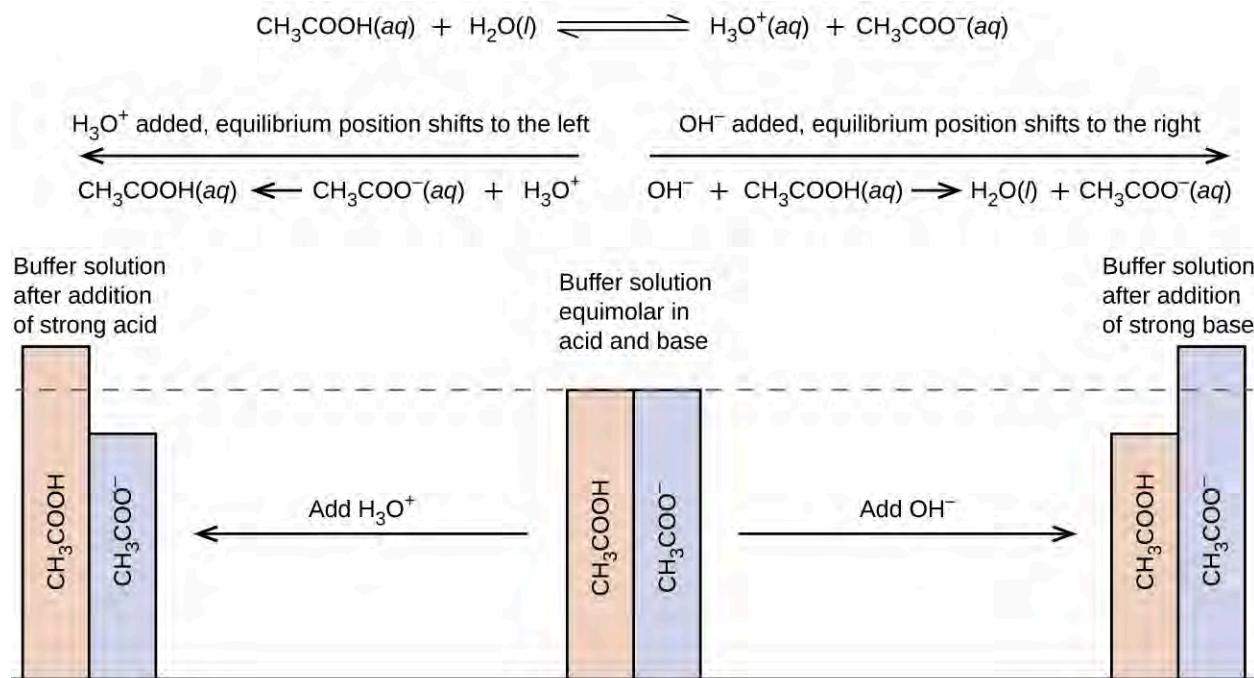 CH₃COOH(aq) + H₂O(l) ⇌ H₃O⁺(aq) + CH₃COO⁻(aq)
H₃O⁺ added, equilibrium position shifts to the left
CH₃COOH(aq) ← CH₃COO⁻(aq) + H₃O⁺
OH⁻ added, equilibrium position shifts to the right
OH⁻ + CH₃COOH(aq) → H₂O(l) + CH₃COO⁻(aq)
Buffer solution
after addition
of strong acid
Buffer solution
equimolar in
acid and base
Buffer solution
after addition
of strong base
CH₃COOH
CH₃COO⁻
Add H₃O⁺
CH₃COOH
CH₃COO⁻
Add OH⁻
CH₃COOH
CH₃COO⁻